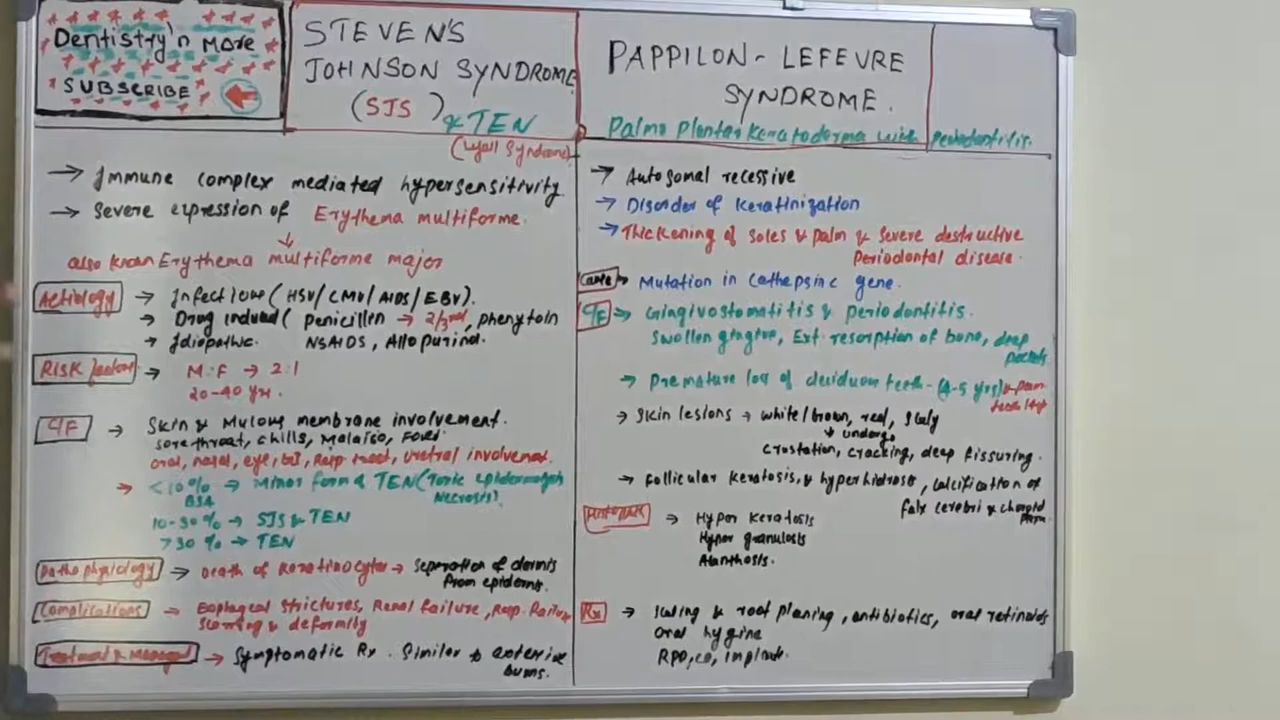 Dentistry'n More
SUBSCRIBE
STEVEN'S
JOHNSON SYNDROME
(SJS) & TEN
(Lyell Syndrome)
→ Immune complex mediated hypersensitivity
→ Severe expression of Erythema multiforme.
also known Erythema multiforme major
Aetiology → Infections (HSV/CMV/AIDS/EBV).
→ Drug induced (Penicillin → 2/3rd, phenytoin
→ Idiopathic. NSAIDS, Allopurinol.
RISK factors → M:F → 2:1
20-40 yr.
C/F → Skin & Mucous membrane involvement.
sore throat, chills, Malaise, Fever
oral, nasal, eye, GI, Resp. tract, uretral involvement.
→ <10% → Minor form of TEN (Toxic epidermolysis
BSA Necrosis)
10-30% → SJS & TEN
>30% → TEN
Pathophysiology → Death of Keratinocytes → Separation of dermis
from epidermis.
Complications → Esophageal strictures, Renal failure, Resp. Failure
Scarring & deformity
Treatment & → Symptomatic Rx. Similar to extensive
burns.
PAPPILON- LEFEVRE
SYNDROME.
Palmo Plantar Keratoderma with Periodontitis.
→ Autosomal recessive
→ Disorder of Keratinization
→ Thickening of soles & palm & severe destructive
Periodontal disease.
→ Mutation in cathepsin c gene.
C/F → Gingivostomatitis & periodontitis.
Swollen gingiva, Ext. resorption of bone, deep
pockets
→ Premature loss of deciduous teeth-(4-5 yrs) & perm
teeth
→ Skin lesions → white/brown, red, scaly
↓ undergo
crustation, cracking, deep fissuring.
→ Follicular keratosis, & hyperhidrosis, calcification of
falx cerebri & choroid
→ Hyper keratosis
Hyper granulosis
Acanthosis.
Rx → Scaling & root planing, antibiotics, oral retinoids
oral hygine
RPD, CD, implants.